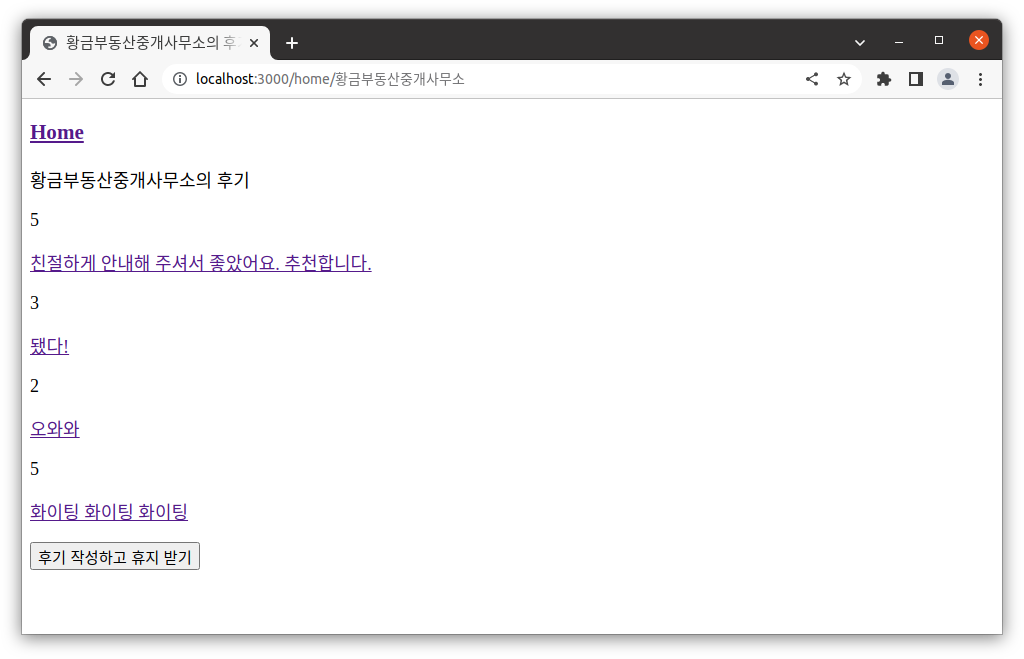 황금부동산중개사무소의 후
localhost:3000/home/황금부동산중개사무소
Home
황금부동산중개사무소의 후기
5
친절하게 안내해 주셔서 좋았어요. 추천합니다.
3
됐다!
2
오와와
5
화이팅 화이팅 화이팅
후기 작성하고 휴지 받기